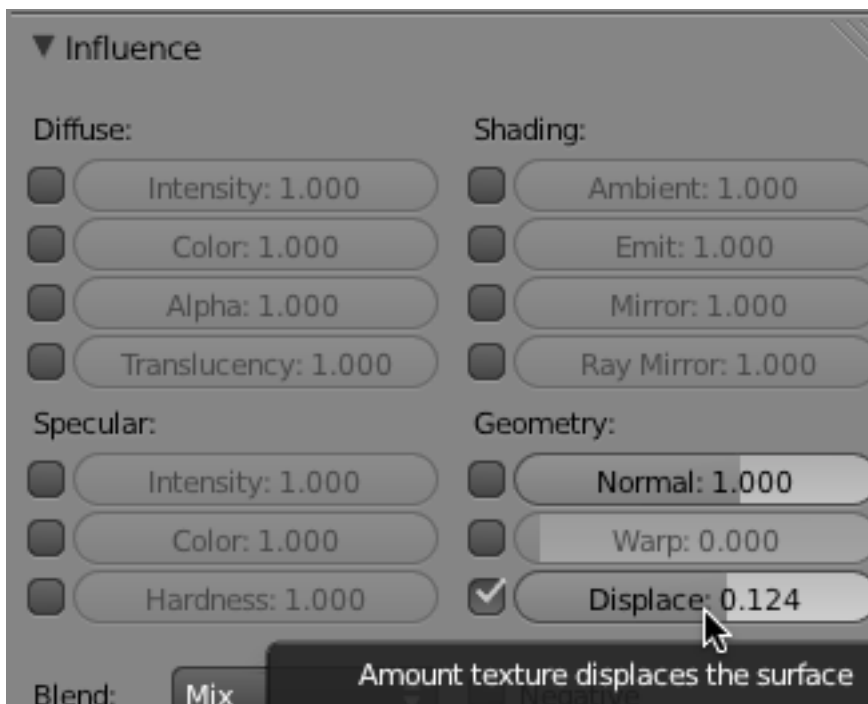 Influence
Diffuse:
Intensity: 1.000
Color: 1.000
Alpha: 1.000
Translucency: 1.000
Specular:
Intensity: 1.000
Color: 1.000
Hardness: 1.000
Shading:
Ambient: 1.000
Emit: 1.000
Mirror: 1.000
Ray Mirror: 1.000
Geometry:
Normal: 1.000
Warp: 0.000
Displace: 0.124
Amount texture displaces the surface
Blend: Mix
Negative